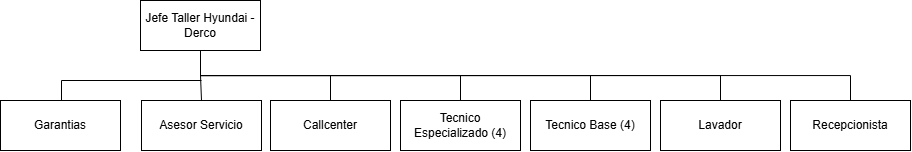 Jefe Taller Hyundai -
Derco
Garantias
Asesor Servicio
Callcenter
Tecnico
Especializado (4)
Tecnico Base (4)
Lavador
Recepcionista